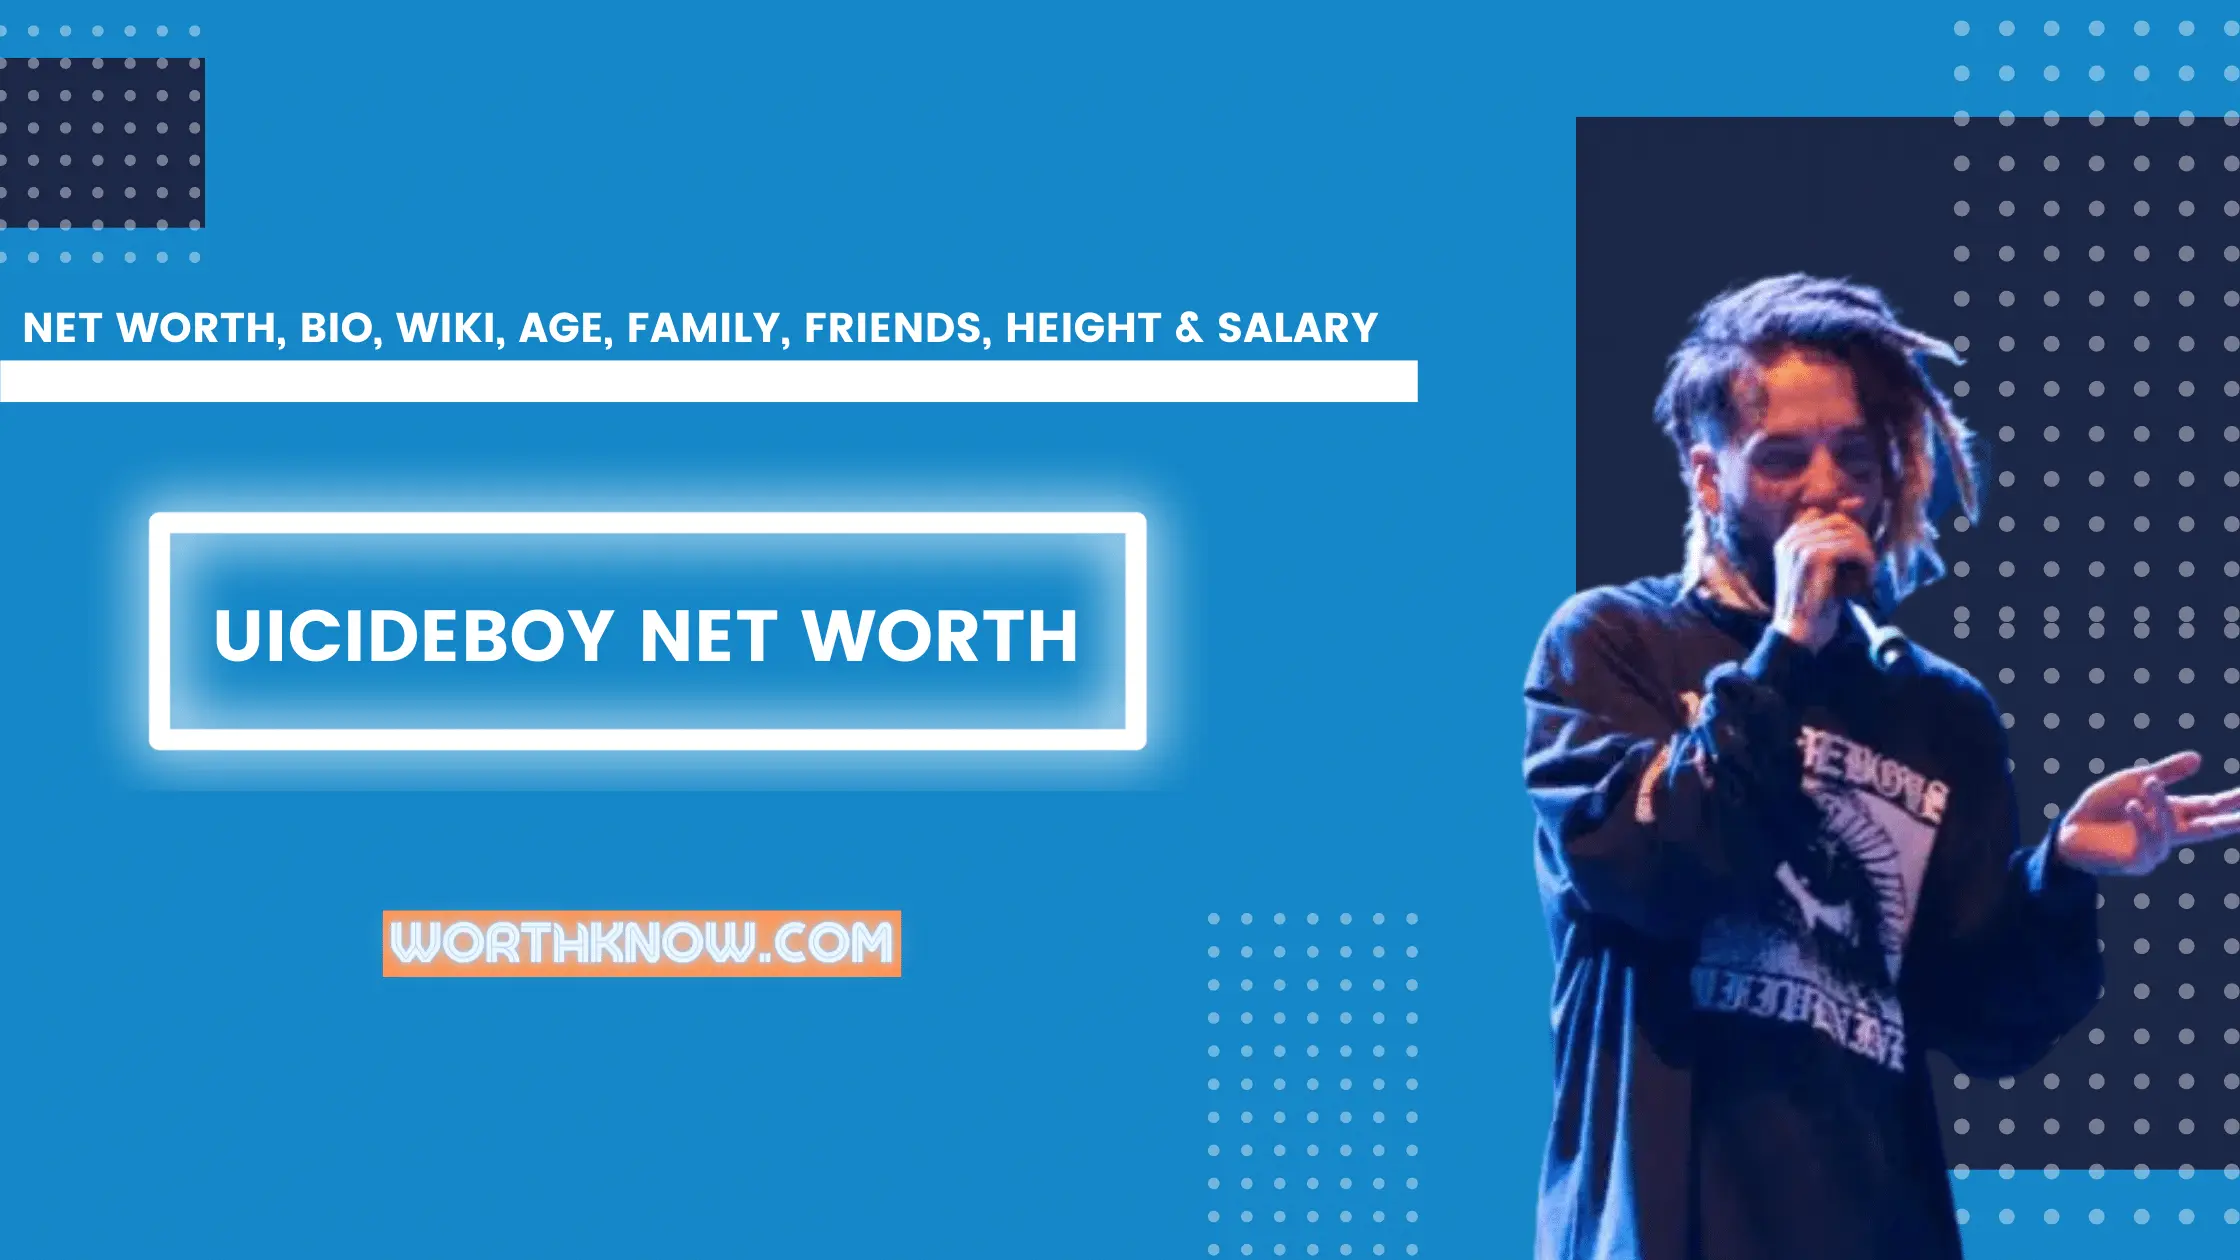 NET WORTH, BIO, WIKI, AGE, FAMILY, FRIENDS, HEIGHT & SALARY
UICIDEBOY NET WORTH
WORTHKNOW.COM